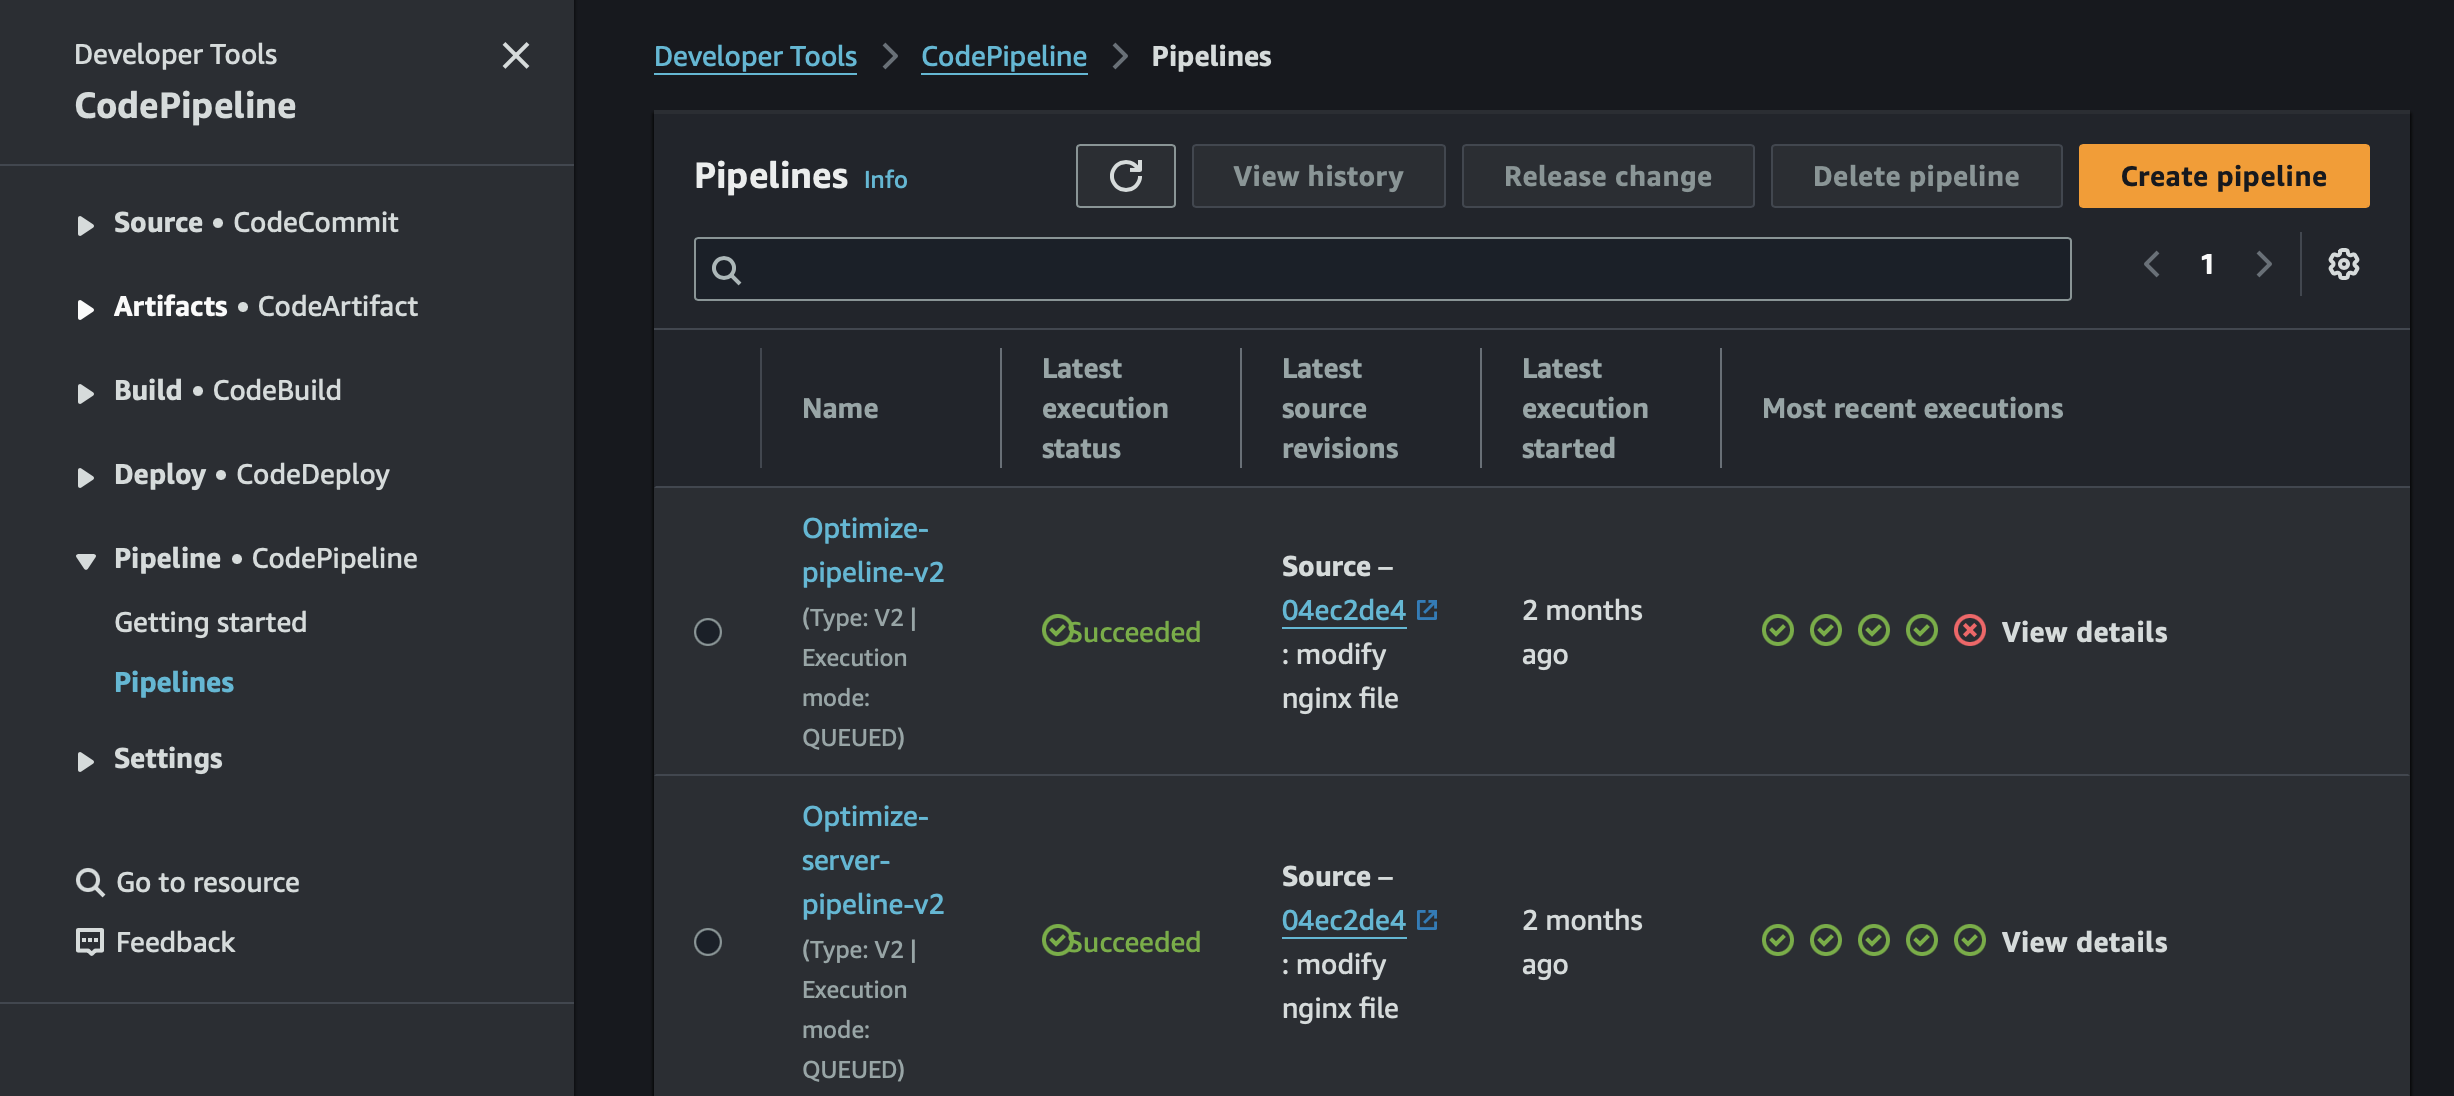 Developer Tools
CodePipeline
Source • CodeCommit
Artifacts • CodeArtifact
Build • CodeBuild
Deploy • CodeDeploy
Pipeline • CodePipeline
Getting started
Pipelines
Settings
Go to resource
Feedback
Developer Tools > CodePipeline > Pipelines
Pipelines Info
View history
Release change
Delete pipeline
Create pipeline
1
Name
Latest
execution
status
Latest
source
revisions
Latest
execution
started
Most recent executions
Optimize-
pipeline-v2
(Type: V2 |
Execution
mode:
QUEUED)
Succeeded
Source –
04ec2de4
: modify
nginx file
2 months
ago
View details
Optimize-
server-
pipeline-v2
(Type: V2 |
Execution
mode:
QUEUED)
Succeeded
Source –
04ec2de4
: modify
nginx file
2 months
ago
View details